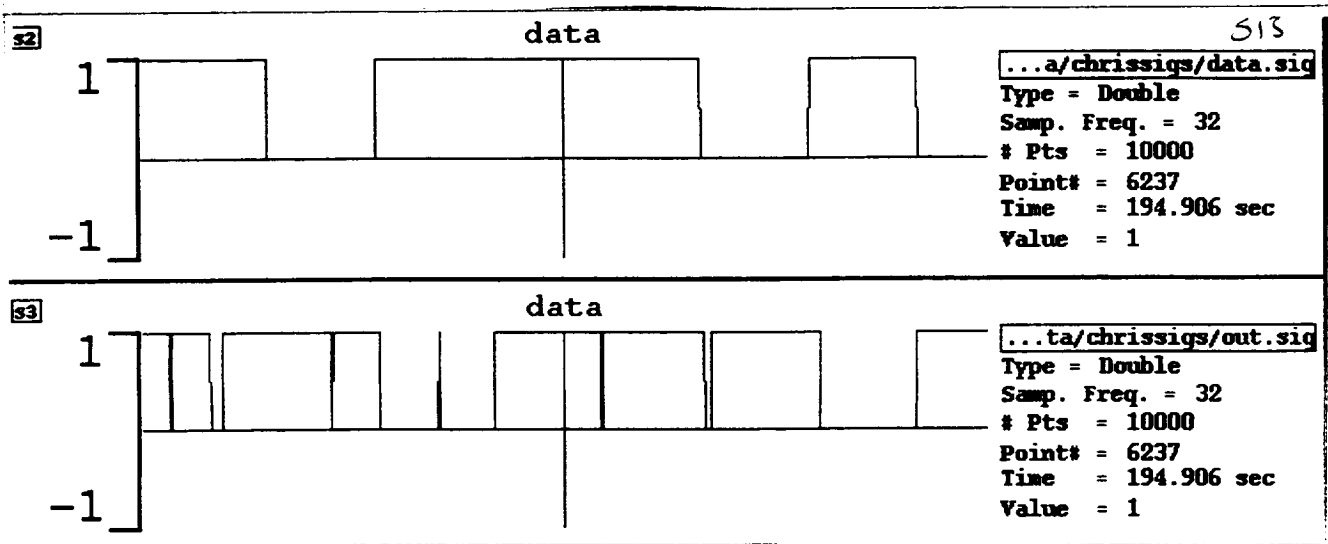 S13
s2
data
1
-1
...a/chrissigs/data.sig
Type = Double
Samp. Freq. = 32
# Pts = 10000
Point# = 6237
Time = 194.906 sec
Value = 1
s3
data
1
-1
...ta/chrissigs/out.sig
Type = Double
Samp. Freq. = 32
# Pts = 10000
Point# = 6237
Time = 194.906 sec
Value = 1